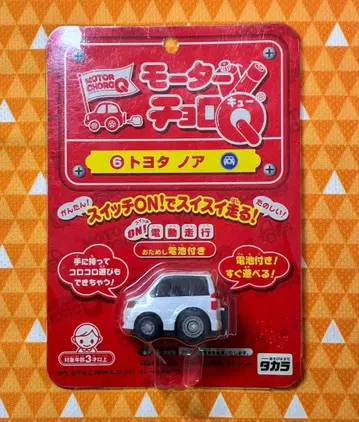 MOTOR
CHORO Q
モーター
チョロQ
キュー
⑥トヨタ ノア
かんたん!
スイッチON!でスイスイ走る!
たのしい!
ON! 電動走行
おためし電池付き
手に持って
コロコロ遊びも
できちゃう!
電池付き!
すぐ遊べる!
対象年齢3才以上
タカラ